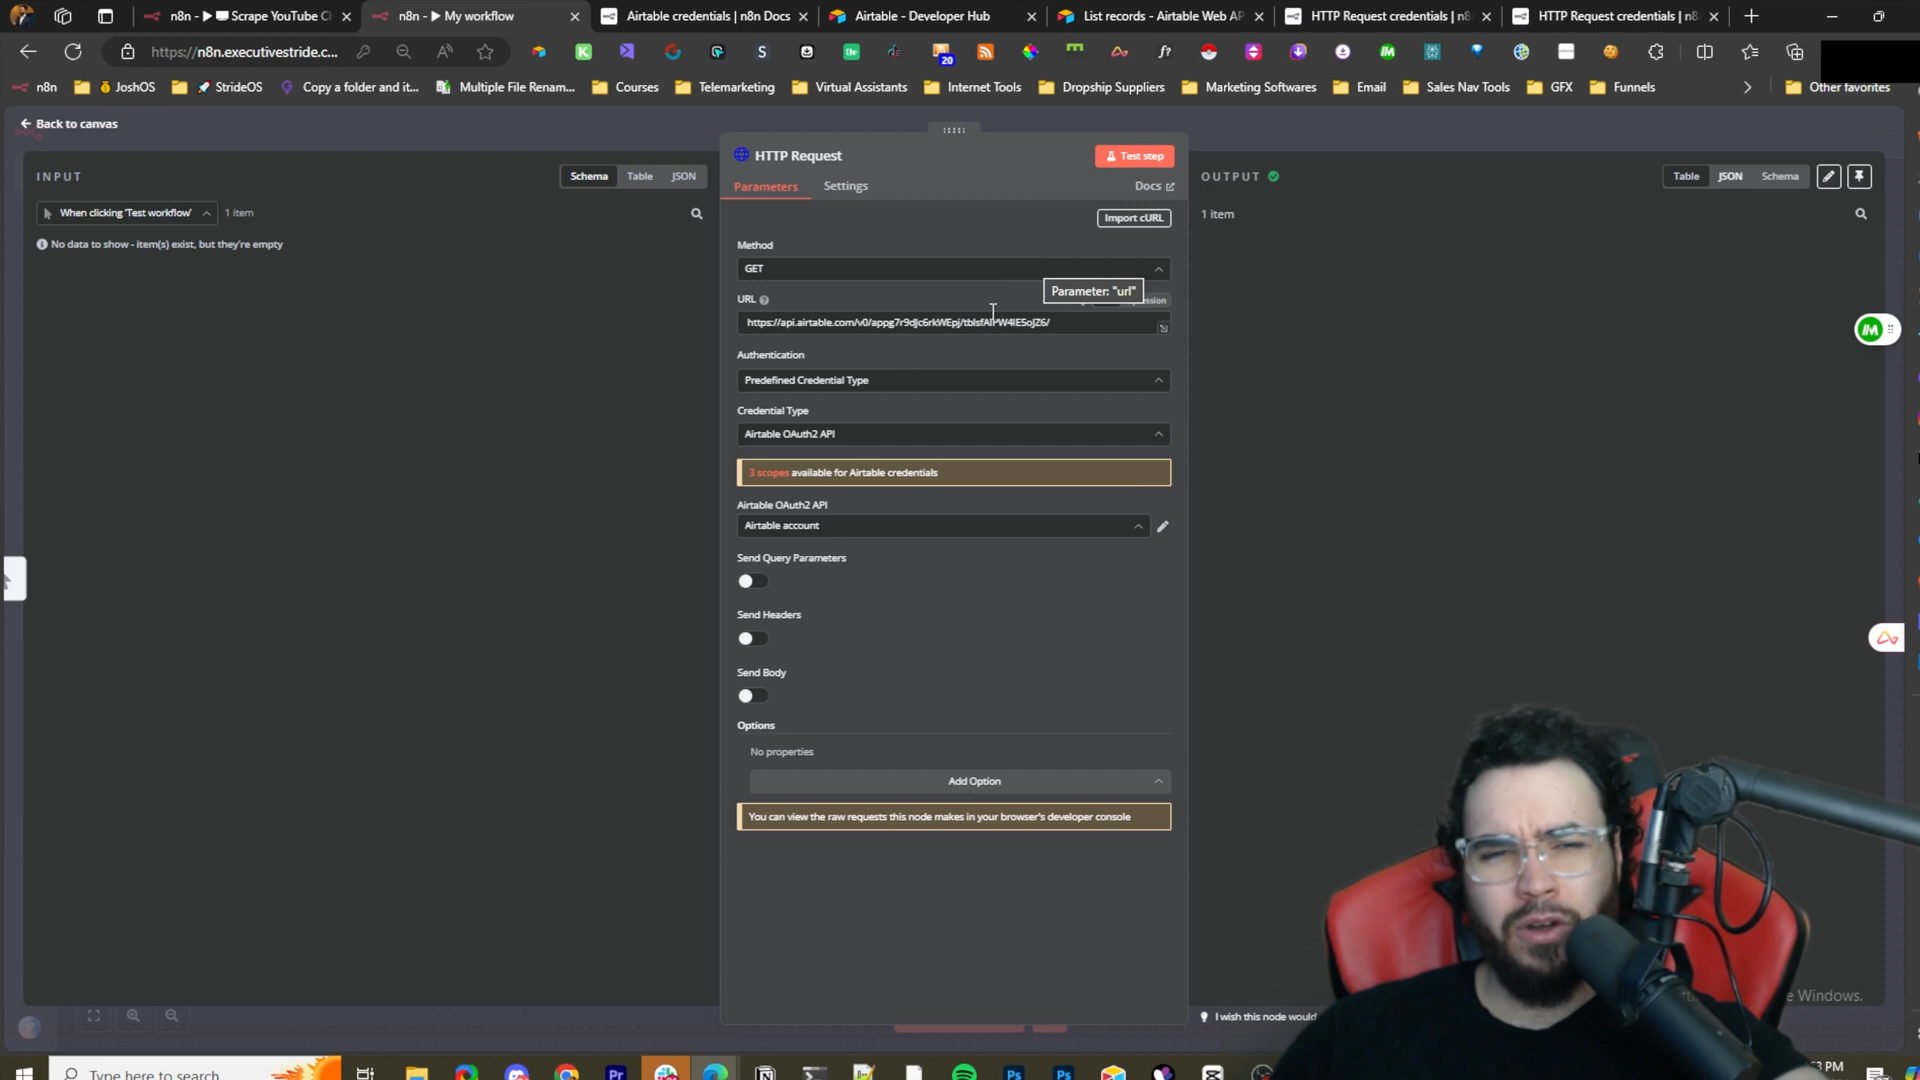 n8n - ▶ 🖥 Scrape YouTube C
n8n - ▶ My workflow
Airtable credentials | n8n Docs
Airtable - Developer Hub
List records - Airtable Web AP
HTTP Request credentials | n8
HTTP Request credentials | n8
https://n8n.executivestride.c...
20
n8n
JoshOS
StrideOS
Copy a folder and it...
Multiple File Renam...
Courses
Telemarketing
Virtual Assistants
Internet Tools
Dropship Suppliers
Marketing Softwares
Email
Sales Nav Tools
GFX
Funnels
Other favorites
Back to canvas
INPUT
Schema
Table
JSON
When clicking 'Test workflow'
1 item
No data to show - item(s) exist, but they're empty
HTTP Request
Test step
Parameters
Settings
Docs
Import cURL
Method
GET
Parameter: "url"
URL
https://api.airtable.com/v0/appg7r9dJc6rkWEpj/
Authentication
Predefined Credential Type
Credential Type
Airtable OAuth2 API
3 scopes available for Airtable credentials
Airtable OAuth2 API
Airtable account
Send Query Parameters
Send Headers
Send Body
Options
No properties
Add Option
You can view the raw requests this node makes in your browser's developer console
OUTPUT
Table
JSON
Schema
1 item
I wish this node would
Windows.
Type here to search
3 PM